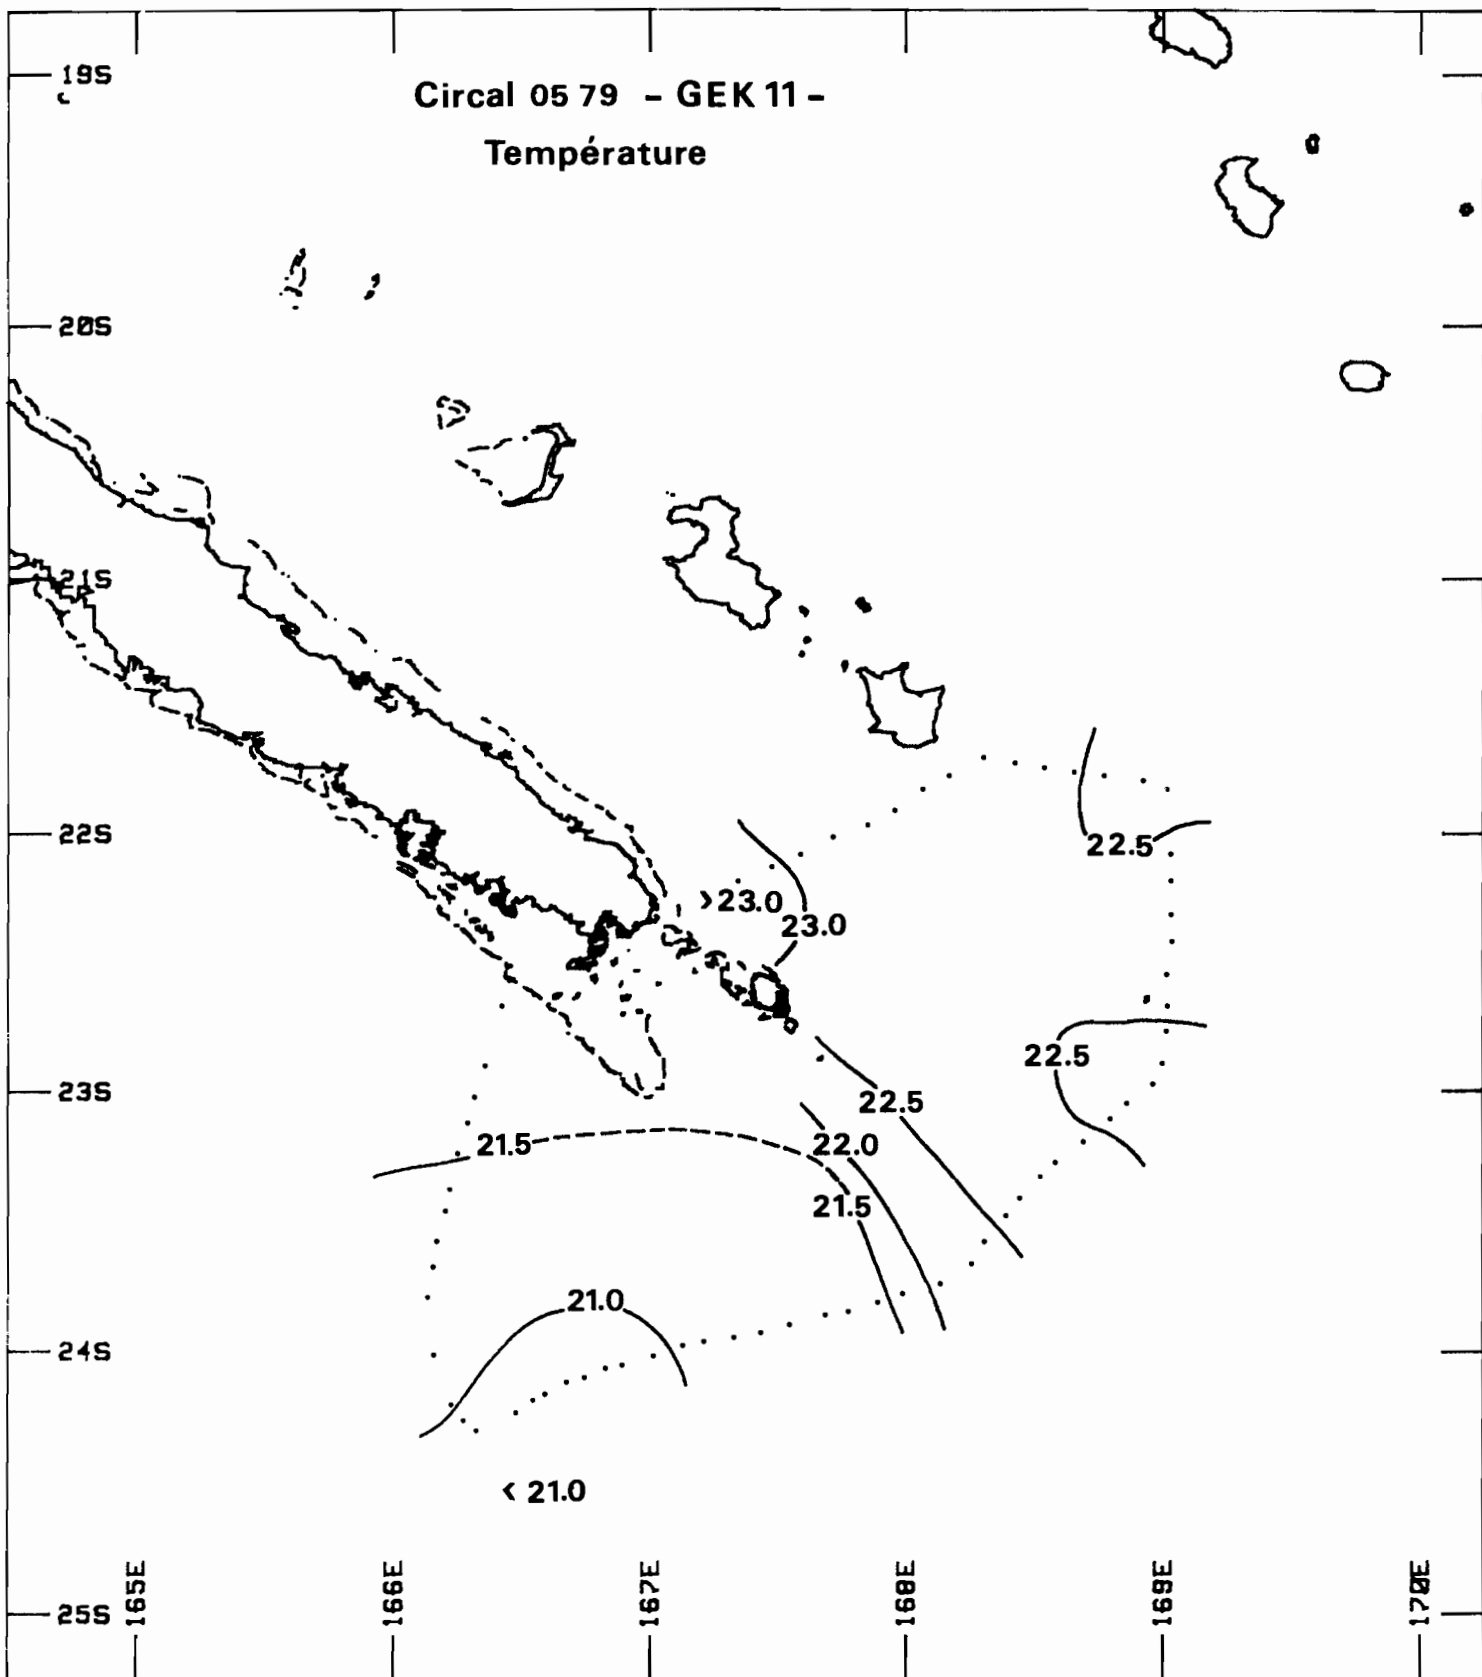 19S
Circal 05 79 - GEK 11 -
Température
20S
21S
22S
22.5
>23.0
23.0
22.5
23S
22.5
21.5
22.0
21.5
21.0
24S
< 21.0
25S
165E
166E
167E
168E
169E
170E